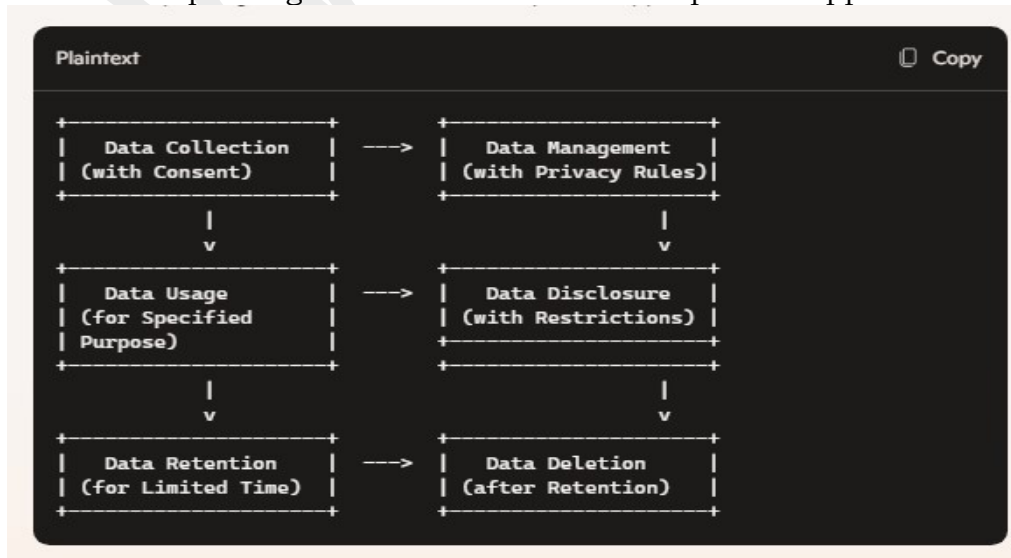 Plaintext Copy
+----------------------+ +----------------------+
| Data Collection | ---> | Data Management |
| (with Consent) | | (with Privacy Rules)|
+----------------------+ +----------------------+
| |
v v
+----------------------+ +----------------------+
| Data Usage | ---> | Data Disclosure |
| (for Specified | | (with Restrictions) |
| Purpose) | +----------------------+
+----------------------+ +----------------------+
| |
v v
+----------------------+ +----------------------+
| Data Retention | ---> | Data Deletion |
| (for Limited Time) | | (after Retention) |
+----------------------+ +----------------------+